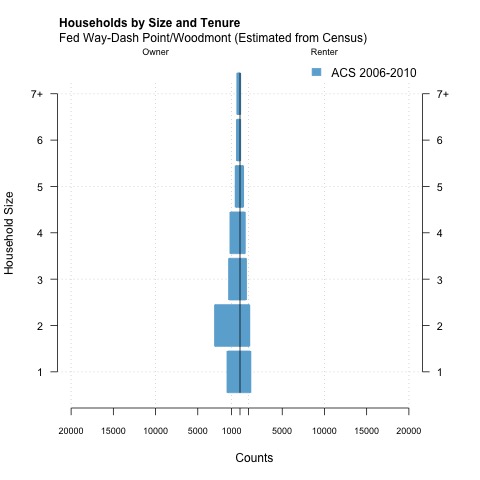 Households by Size and Tenure
Fed Way-Dash Point/Woodmont (Estimated from Census)
Owner Renter
ACS 2006-2010
7+ 7+
6 6
5 5
4 4
3 3
2 2
1 1
Household Size
20000 15000 10000 5000 1000 5000 10000 15000 20000
Counts